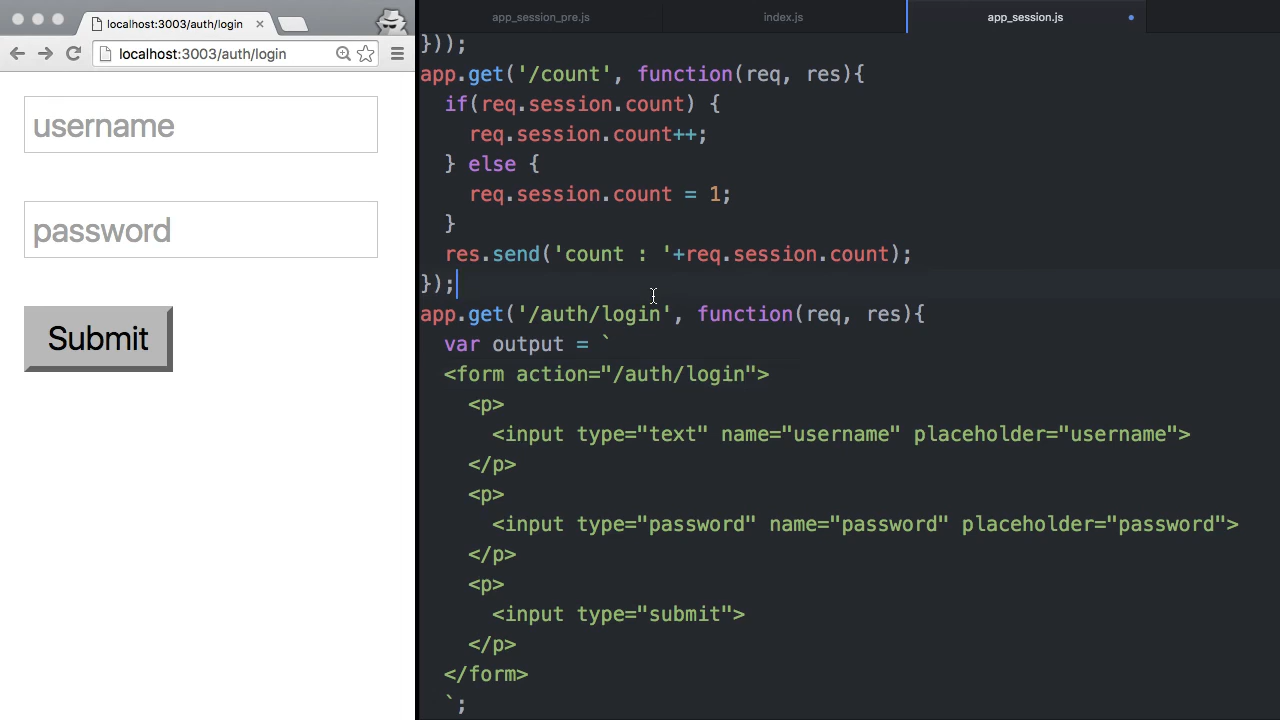 localhost:3003/auth/login
localhost:3003/auth/login
username
password
Submit
app_session_pre.js
index.js
app_session.js
}));
app.get('/count', function(req, res){
  if(req.session.count) {
    req.session.count++;
  } else {
    req.session.count = 1;
  }
  res.send('count : '+req.session.count);
});
app.get('/auth/login', function(req, res){
  var output = `
  <form action="/auth/login">
    <p>
      <input type="text" name="username" placeholder="username">
    </p>
    <p>
      <input type="password" name="password" placeholder="password">
    </p>
    <p>
      <input type="submit">
    </p>
  </form>
  `;